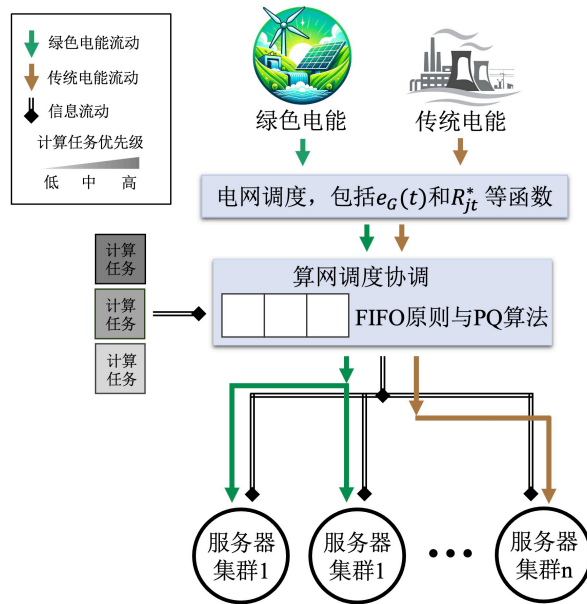 绿色电能流动
传统电能流动
信息流动
计算任务优先级
低 中 高
绿色电能
传统电能
电网调度，包括e_G(t)和R_{jt}^*等函数
计算
任务
计算
任务
计算
任务
算网调度协调
FIFO原则与PQ算法
服务器
集群1
服务器
集群1
•••
服务器
集群n